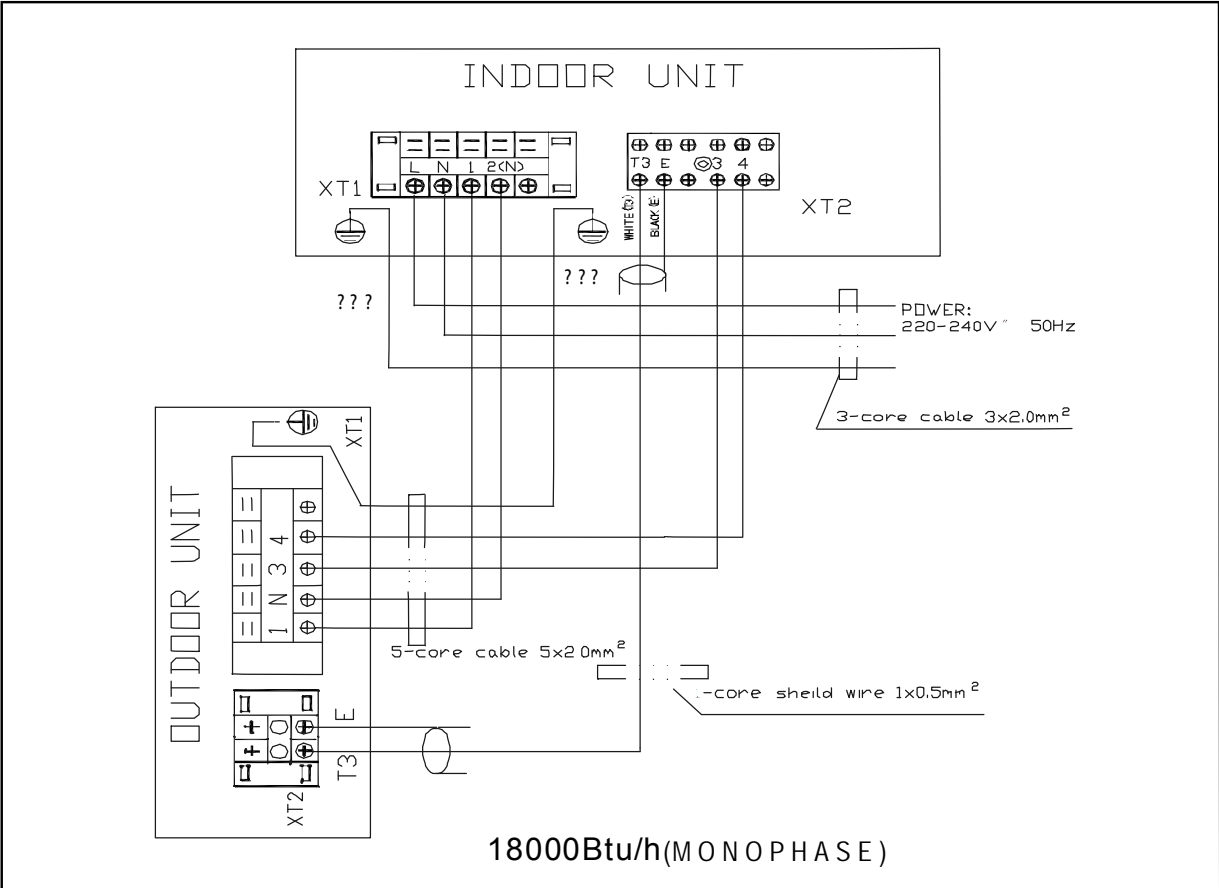 INDOOR UNIT
L N 1 2(N)
XT1
T3 E 3 4
XT2
WHITE(T3)
BLACK(E)
???
???
POWER:
220-240V~ 50Hz
3-core cable 3x2.0mm²
OUTDOOR UNIT
XT1
1 N 3 4
5-core cable 5x2 0mm²
-core sheild wire 1x0.5mm²
T3 E
XT2
18000Btu/h(MONOPHASE)